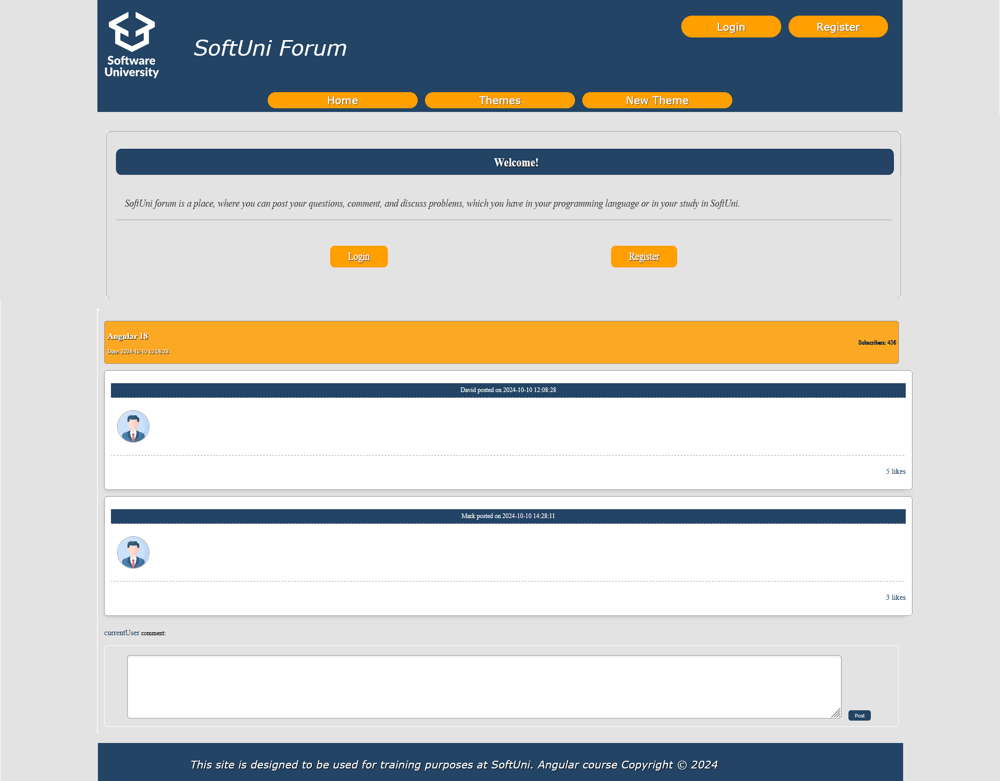 Software
University
SoftUni Forum
Login
Register
Home
Themes
New Theme
Welcome!
SoftUni forum is a place, where you can post your questions, comment, and discuss problems, which you have in your programming language or in your study in SoftUni.
Login
Register
Angular 18
Date: 2024-10-10 12:08:28
Subscribers: 456
David posted on 2024-10-10 12:08:28
5 likes
Mark posted on 2024-10-10 14:28:11
3 likes
currentUser comment:
Post
This site is designed to be used for training purposes at SoftUni. Angular course Copyright © 2024